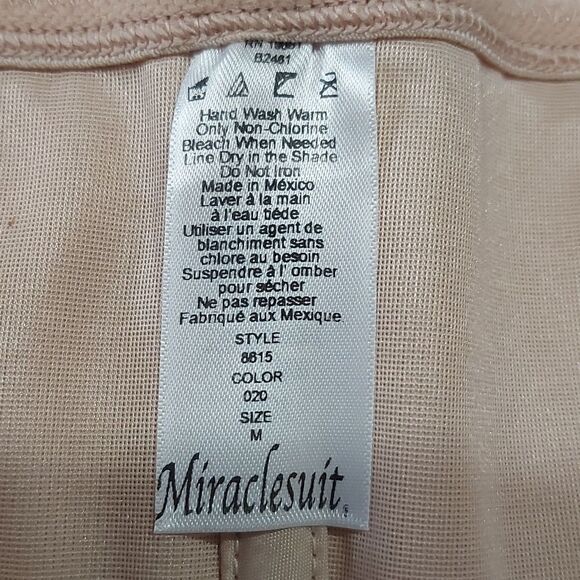 B2461
Hand Wash Warm
Only Non-Chlorine
Bleach When Needed
Line Dry in the Shade
Do Not Iron
Made in México
Laver à la main
à l'eau tiède
Utiliser un agent de
blanchiment sans
chlore au besoin
Suspendre à l' omber
pour sécher
Ne pas repasser
Fabriqué aux Mexique
STYLE
8615
COLOR
020
SIZE
M
Miraclesuit®